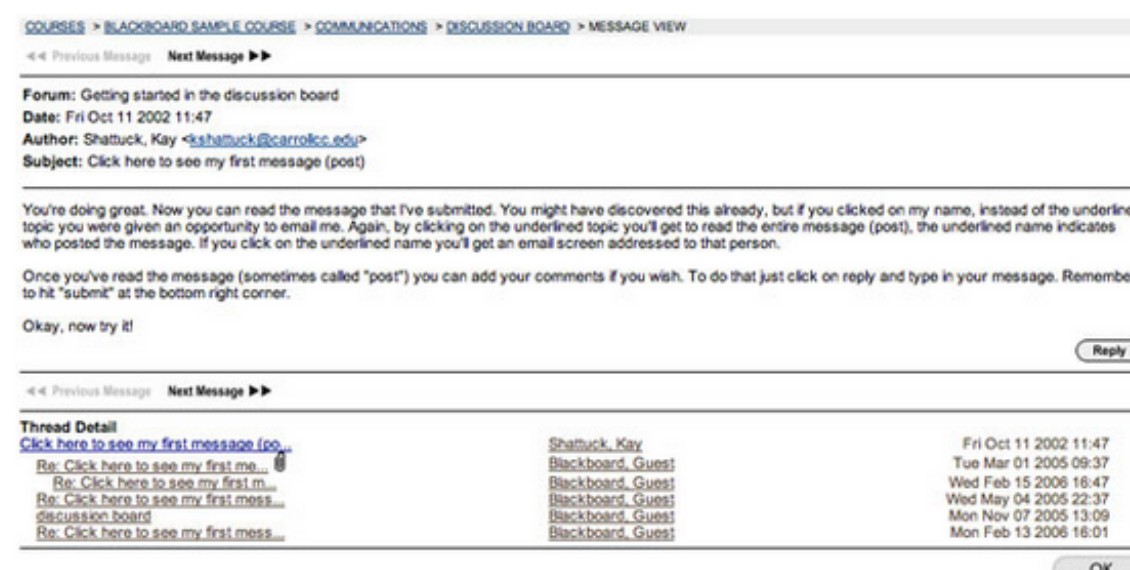 COURSES > BLACKBOARD SAMPLE COURSE > COMMUNICATIONS > DISCUSSION BOARD > MESSAGE VIEW
◄◄ Previous Message Next Message ►►
Forum: Getting started in the discussion board
Date: Fri Oct 11 2002 11:47
Author: Shattuck, Kay <kshattuck@carrollcc.edu>
Subject: Click here to see my first message (post)
You're doing great. Now you can read the message that I've submitted. You might have discovered this already, but if you clicked on my name, instead of the underline
topic you were given an opportunity to email me. Again, by clicking on the underlined topic you'll get to read the entire message (post), the underlined name indicates
who posted the message. If you click on the underlined name you'll get an email screen addressed to that person.
Once you've read the message (sometimes called "post") you can add your comments if you wish. To do that just click on reply and type in your message. Remembe
to hit "submit" at the bottom right corner.
Okay, now try it!
Reply
◄◄ Previous Message Next Message ►►
Thread Detail
Click here to see my first message (po... Shattuck, Kay Fri Oct 11 2002 11:47
Re: Click here to see my first me... Blackboard, Guest Tue Mar 01 2005 09:37
Re: Click here to see my first m... Blackboard, Guest Wed Feb 15 2006 16:47
Re: Click here to see my first mess... Blackboard, Guest Wed May 04 2005 22:37
discussion board Blackboard, Guest Mon Nov 07 2005 13:09
Re: Click here to see my first mess... Blackboard, Guest Mon Feb 13 2006 16:01
OK